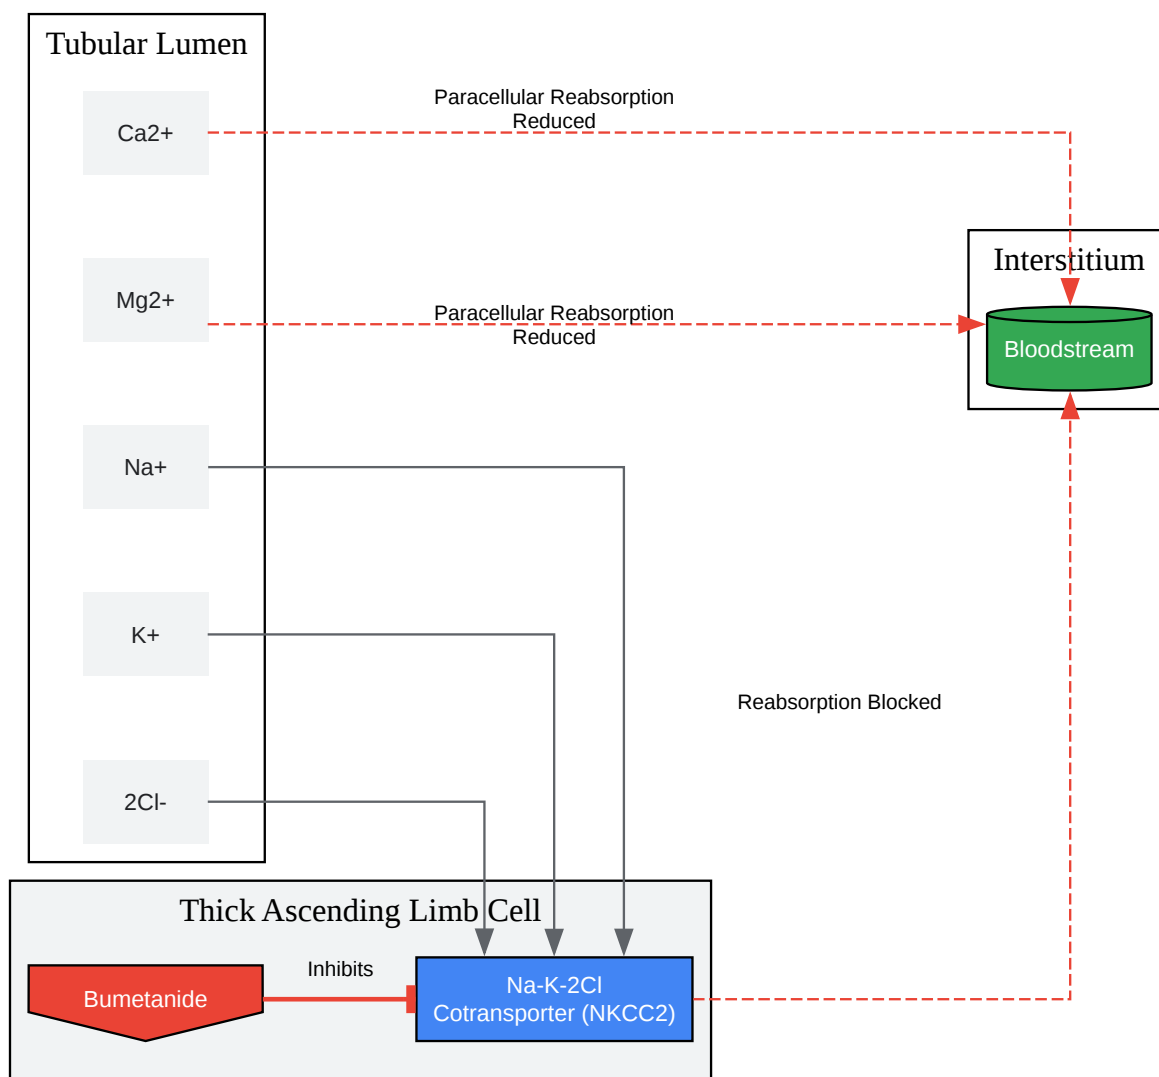 Tubular Lumen
Ca2+
Paracellular Reabsorption
Reduced
Mg2+
Paracellular Reabsorption
Reduced
Interstitium
Bloodstream
Na+
K+
Reabsorption Blocked
2Cl-
Thick Ascending Limb Cell
Bumetanide
Inhibits
Na-K-2Cl
Cotransporter (NKCC2)